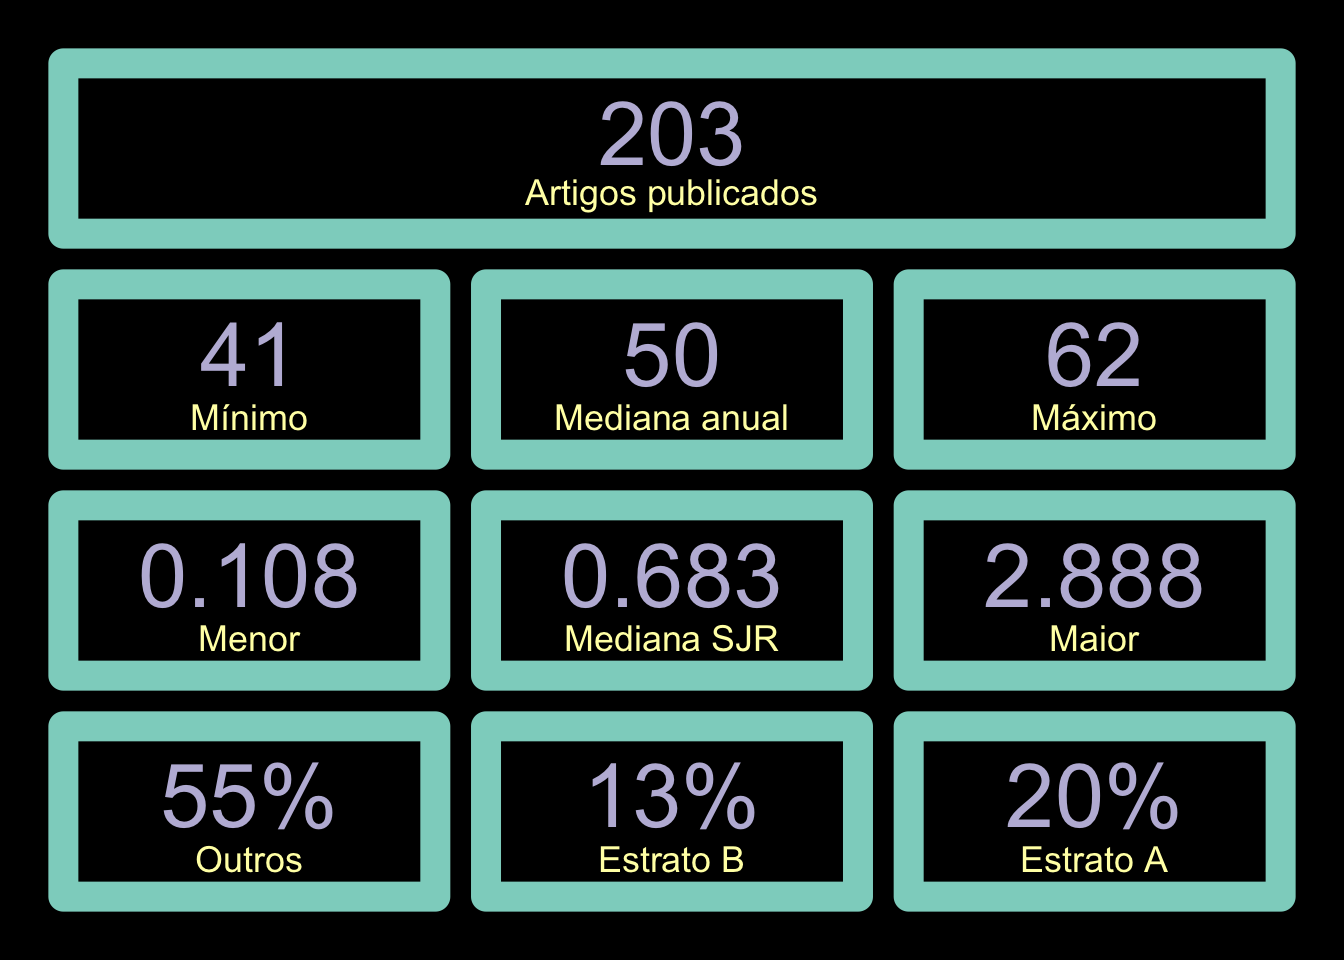 203
Artigos publicados
41
Mínimo
50
Mediana anual
62
Máximo
0.108
Menor
0.683
Mediana SJR
2.888
Maior
55%
Outros
13%
Estrato B
20%
Estrato A